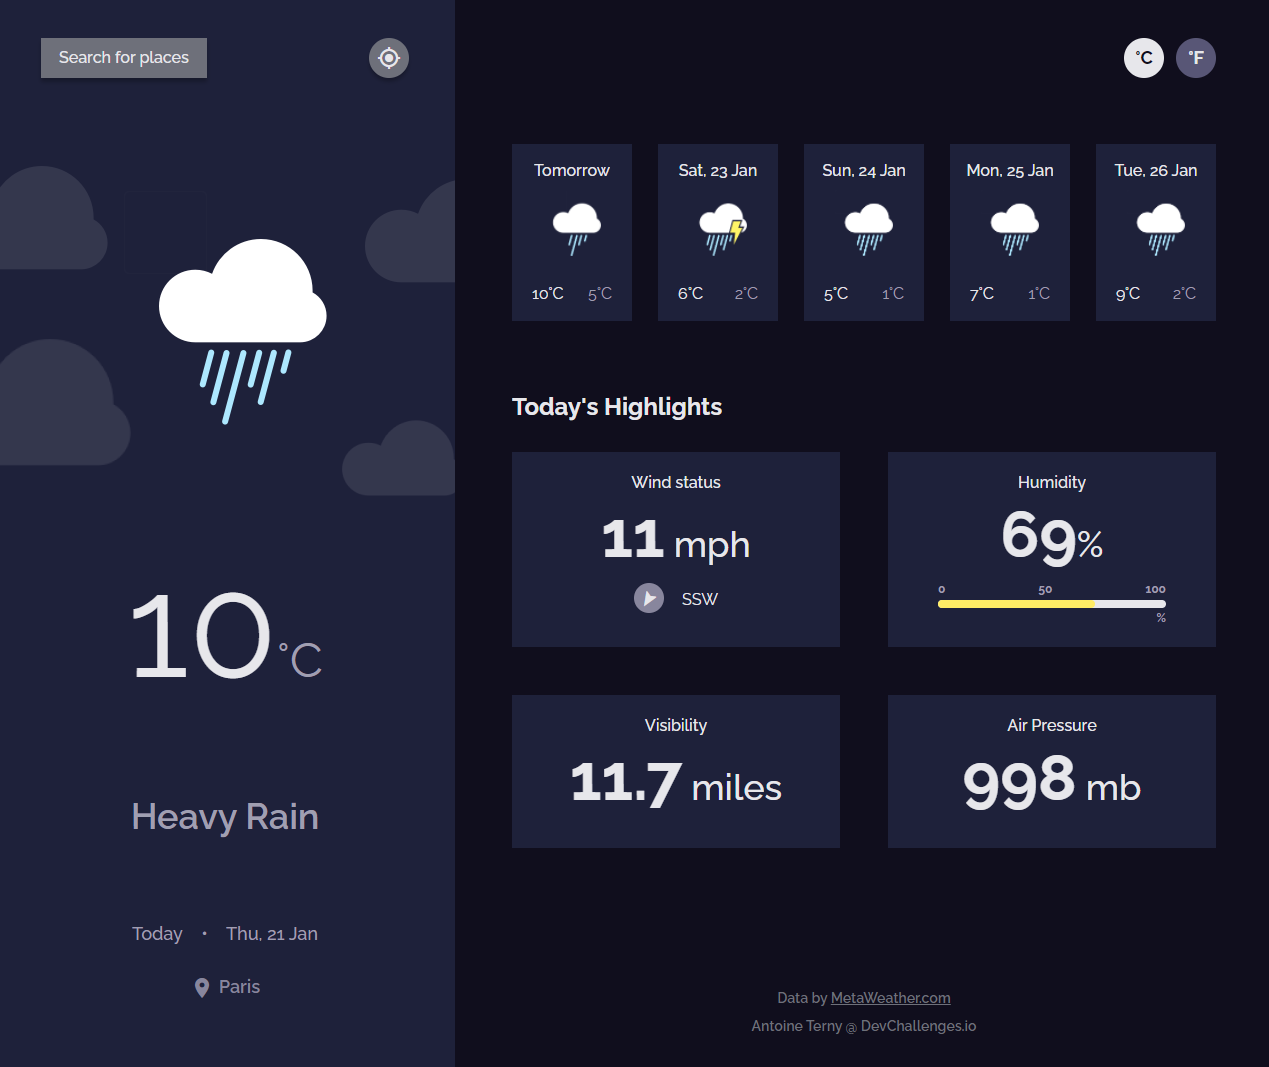 Search for places
10°C
Heavy Rain
Today • Thu, 21 Jan
Paris
°C °F
Tomorrow
10°C 5°C
Sat, 23 Jan
6°C 2°C
Sun, 24 Jan
5°C 1°C
Mon, 25 Jan
7°C 1°C
Tue, 26 Jan
9°C 2°C
Today's Highlights
Wind status
11 mph
SSW
Humidity
69%
0 50 100
%
Visibility
11.7 miles
Air Pressure
998 mb
Data by MetaWeather.com
Antoine Terny @ DevChallenges.io